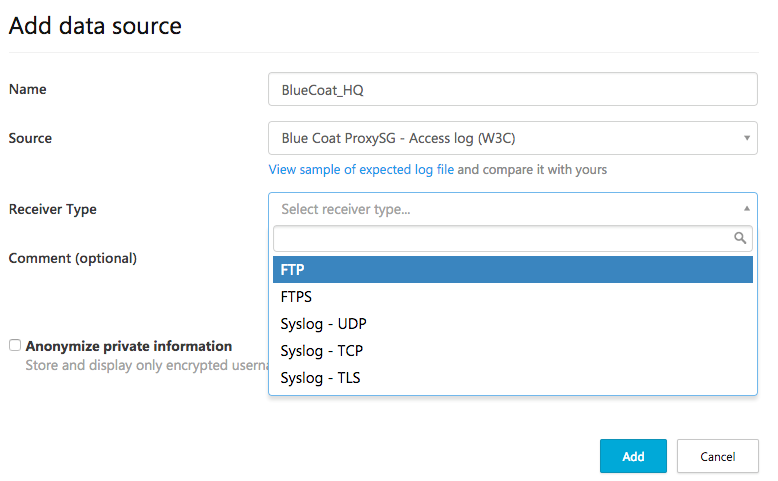 Add data source
Name
BlueCoat_HQ
Source
Blue Coat ProxySG - Access log (W3C)
View sample of expected log file and compare it with yours
Receiver Type
Select receiver type...
Comment (optional)
FTP
FTPS
Syslog - UDP
Syslog - TCP
Syslog - TLS
Anonymize private information
Store and display only encrypted
Add
Cancel